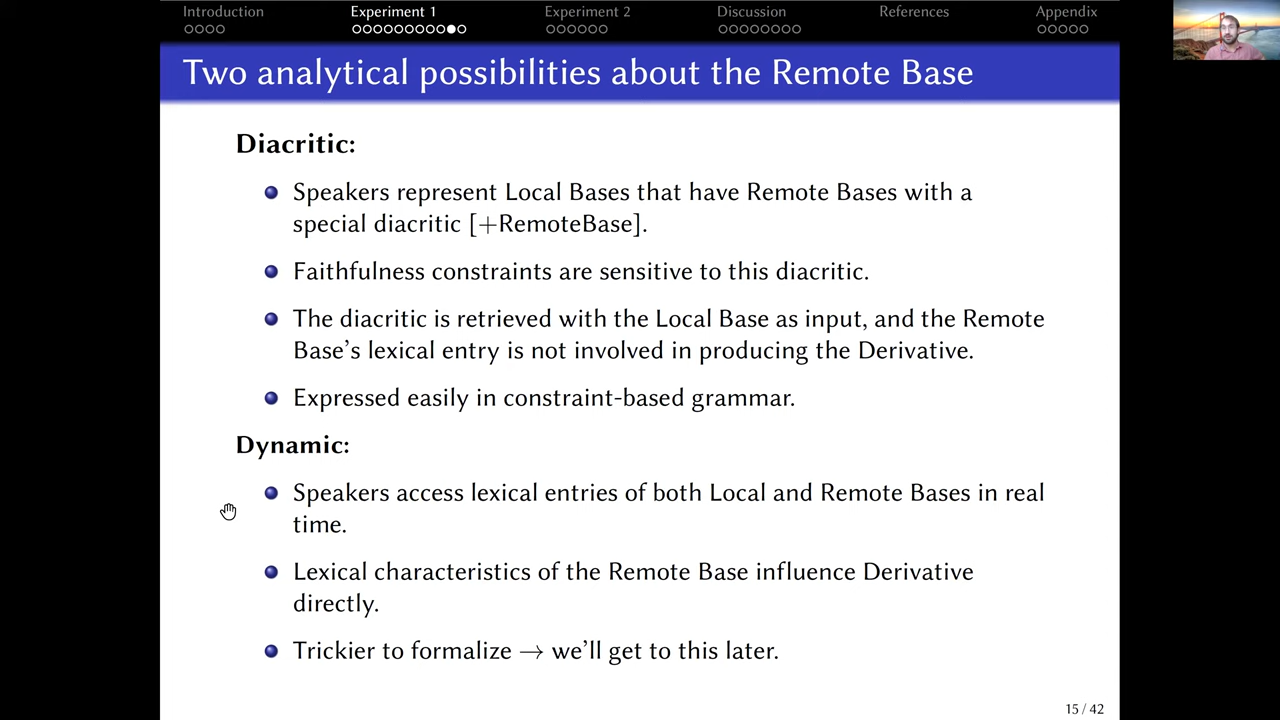 Introduction Experiment 1 Experiment 2 Discussion References Appendix
Two analytical possibilities about the Remote Base
Diacritic:
Speakers represent Local Bases that have Remote Bases with a
special diacritic [+RemoteBase].
Faithfulness constraints are sensitive to this diacritic.
The diacritic is retrieved with the Local Base as input, and the Remote
Base's lexical entry is not involved in producing the Derivative.
Expressed easily in constraint-based grammar.
Dynamic:
Speakers access lexical entries of both Local and Remote Bases in real
time.
Lexical characteristics of the Remote Base influence Derivative
directly.
Trickier to formalize → we'll get to this later.
15 / 42